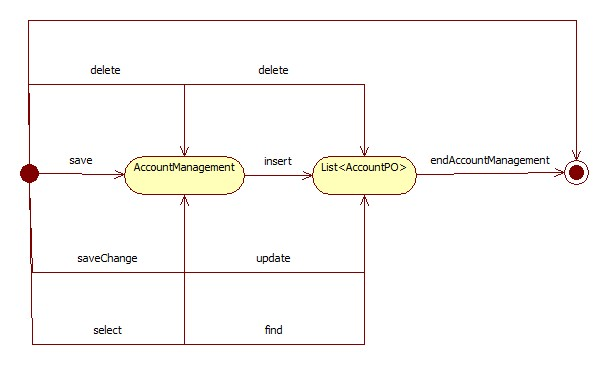 delete
delete
save
AccountManagement
insert
List<AccountPO>
endAccountManagement
saveChange
update
select
find